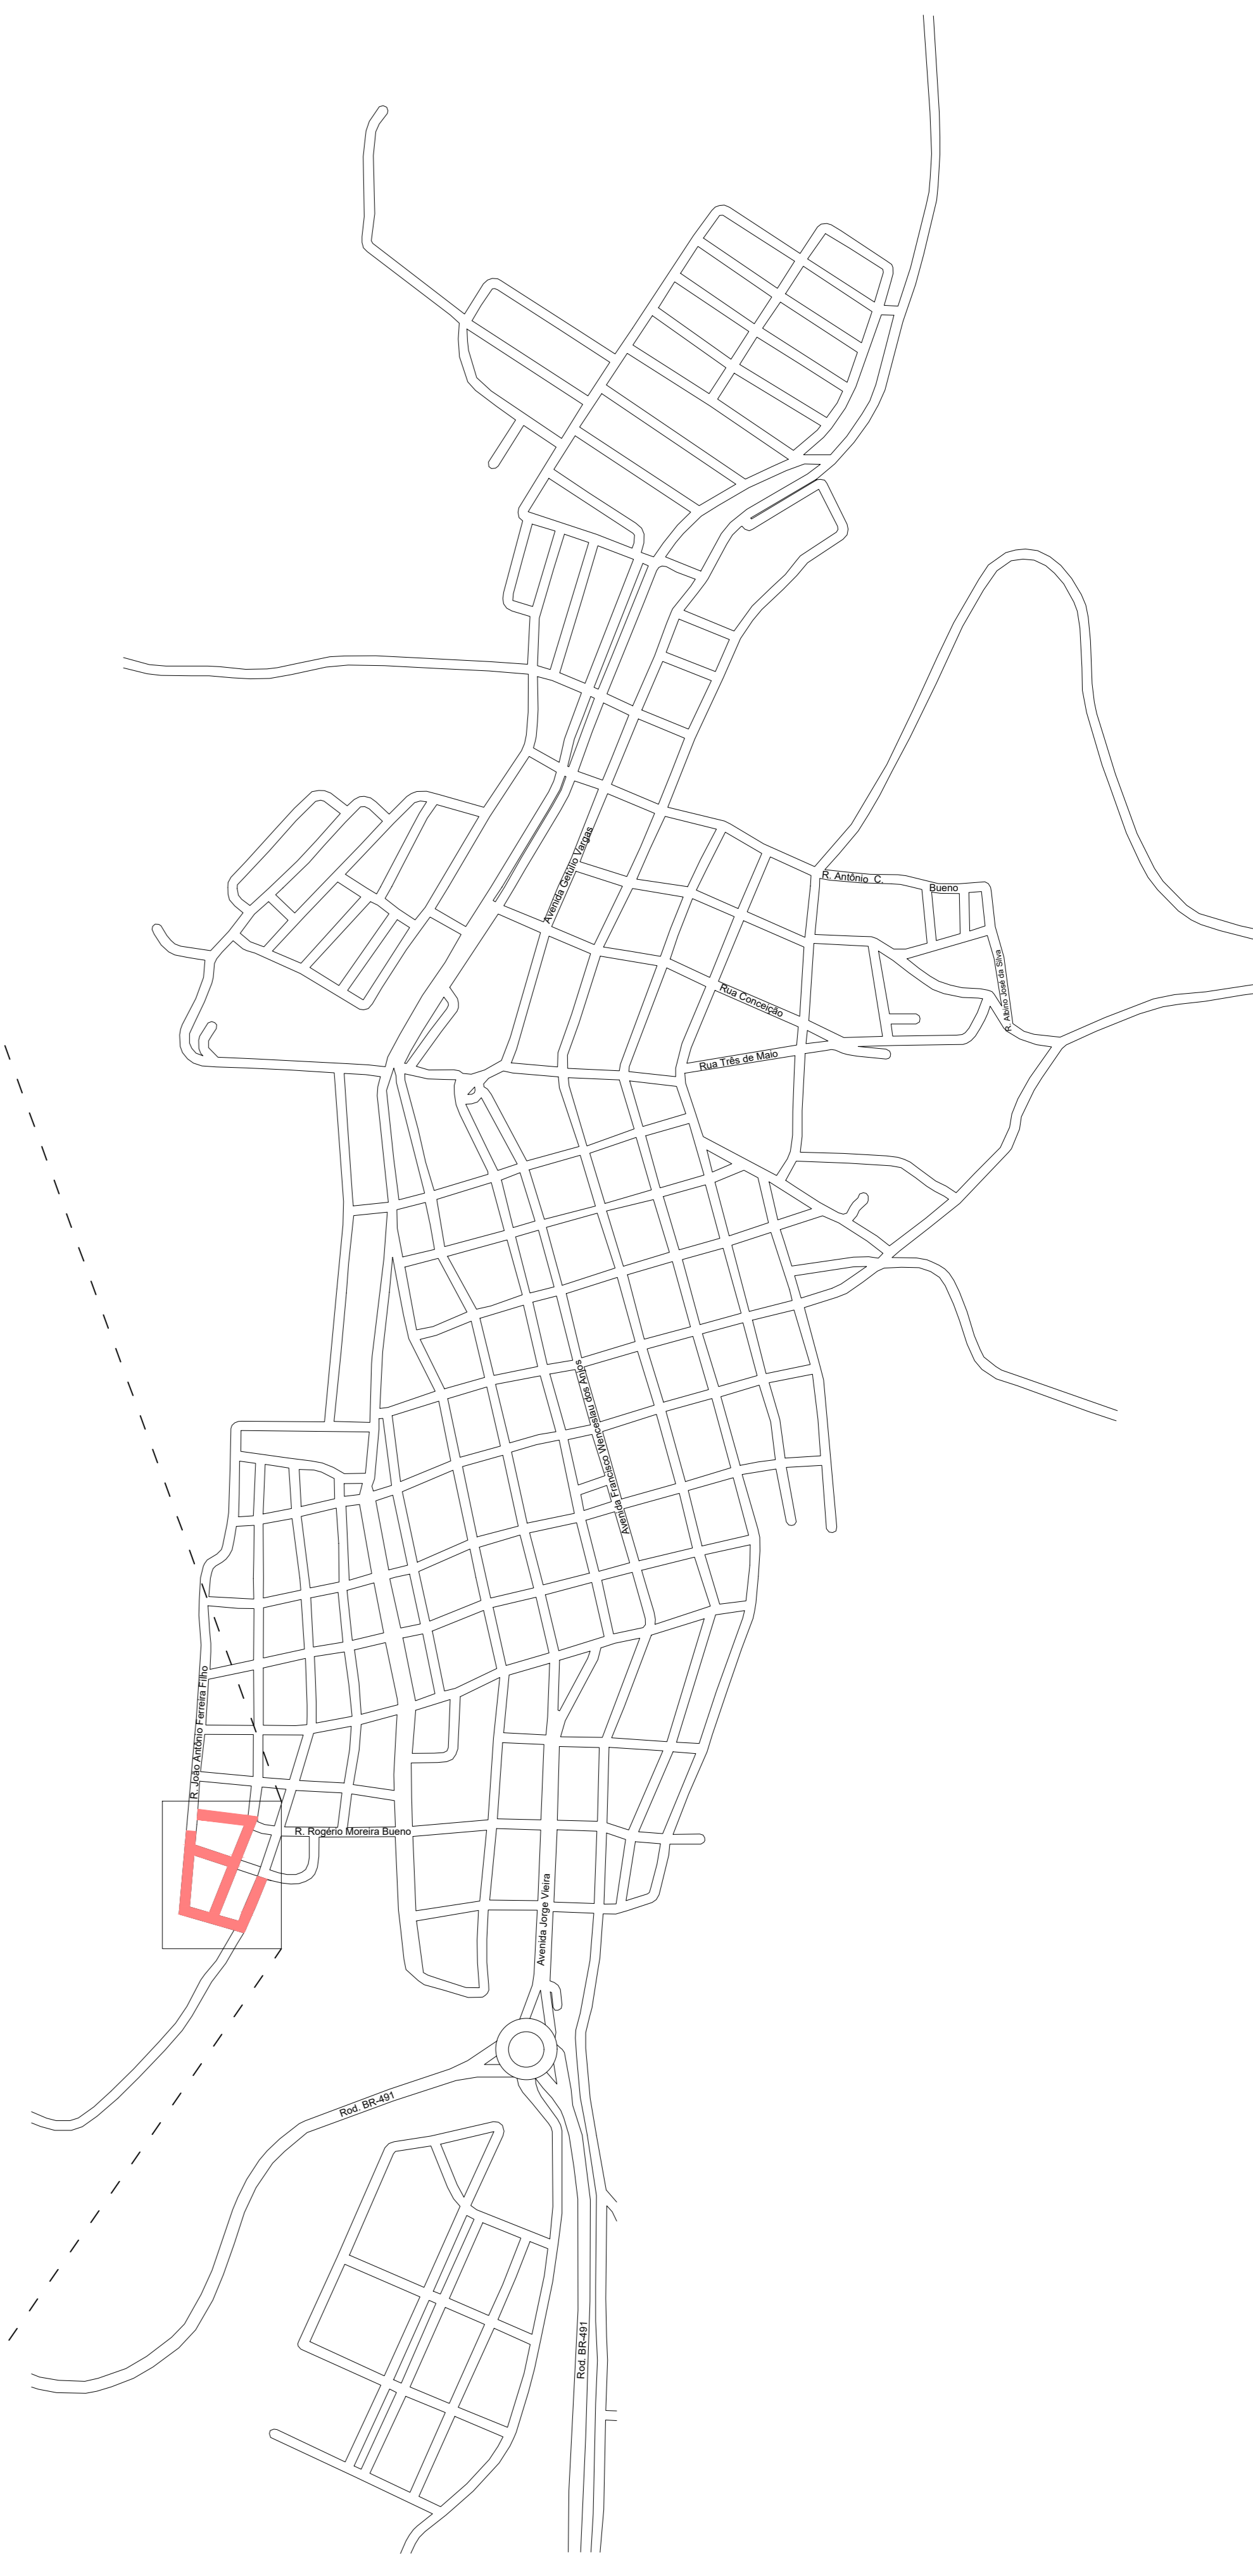 Avenida Getúlio Vargas
R. Antônio C.
Bueno
R. Albino José da Silva
Rua Conceição
Rua Três de Maio
Avenida Francisco Wenceslau dos Anjos
R. João Antônio Ferreira Filho
R. Rogério Moreira Bueno
Avenida Jorge Vieira
Rod. BR-491
Rod. BR-491